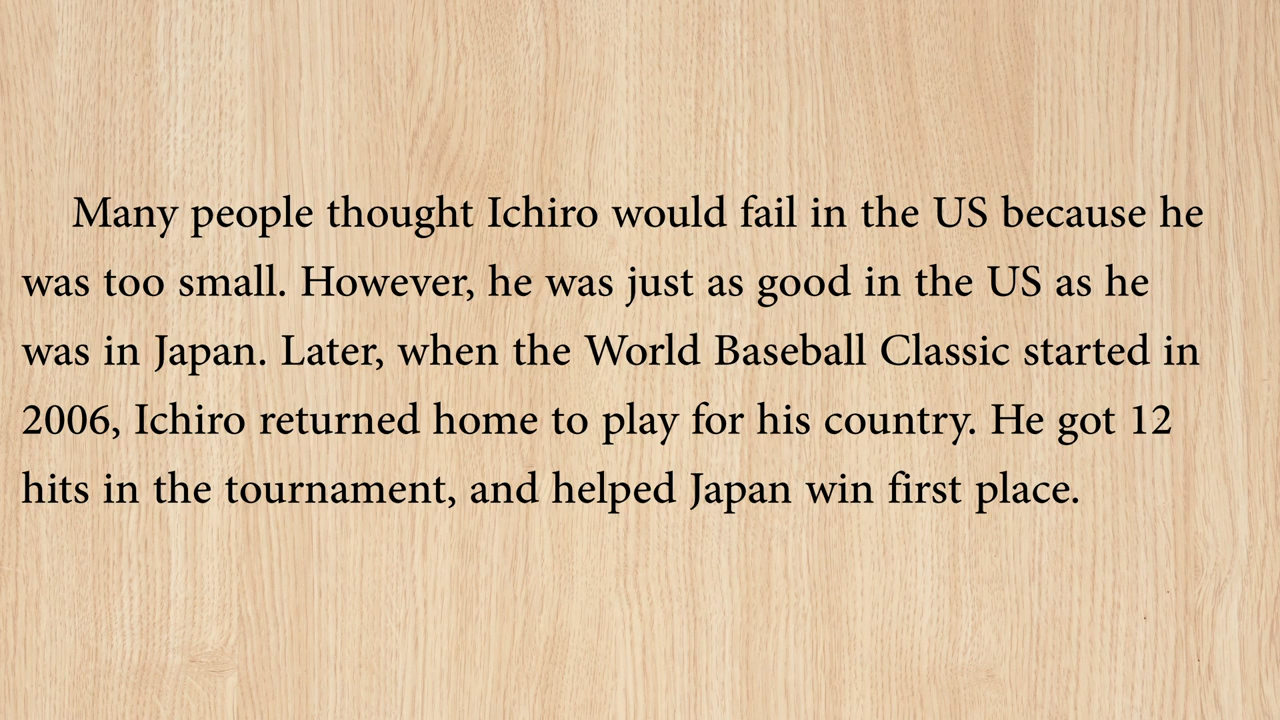 Many people thought Ichiro would fail in the US because he
was too small. However, he was just as good in the US as he
was in Japan. Later, when the World Baseball Classic started in
2006, Ichiro returned home to play for his country. He got 12
hits in the tournament, and helped Japan win first place.